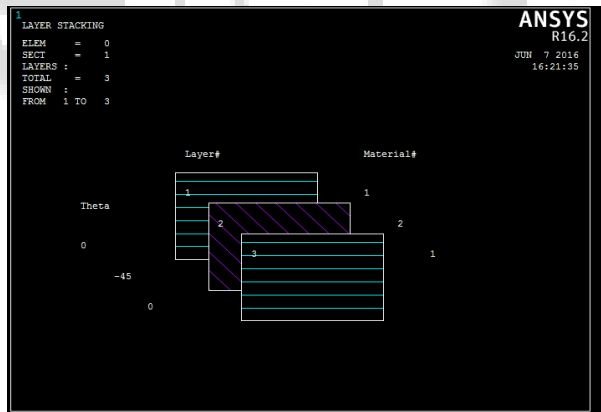 1
LAYER STACKING
ELEM = 0
SECT = 1
LAYERS :
TOTAL = 3
SHOWN :
FROM 1 TO 3
ANSYS
R16.2
JUN 7 2016
16:21:35
Layer# Material#
1 1
Theta
2 2
0 3 1
-45
0